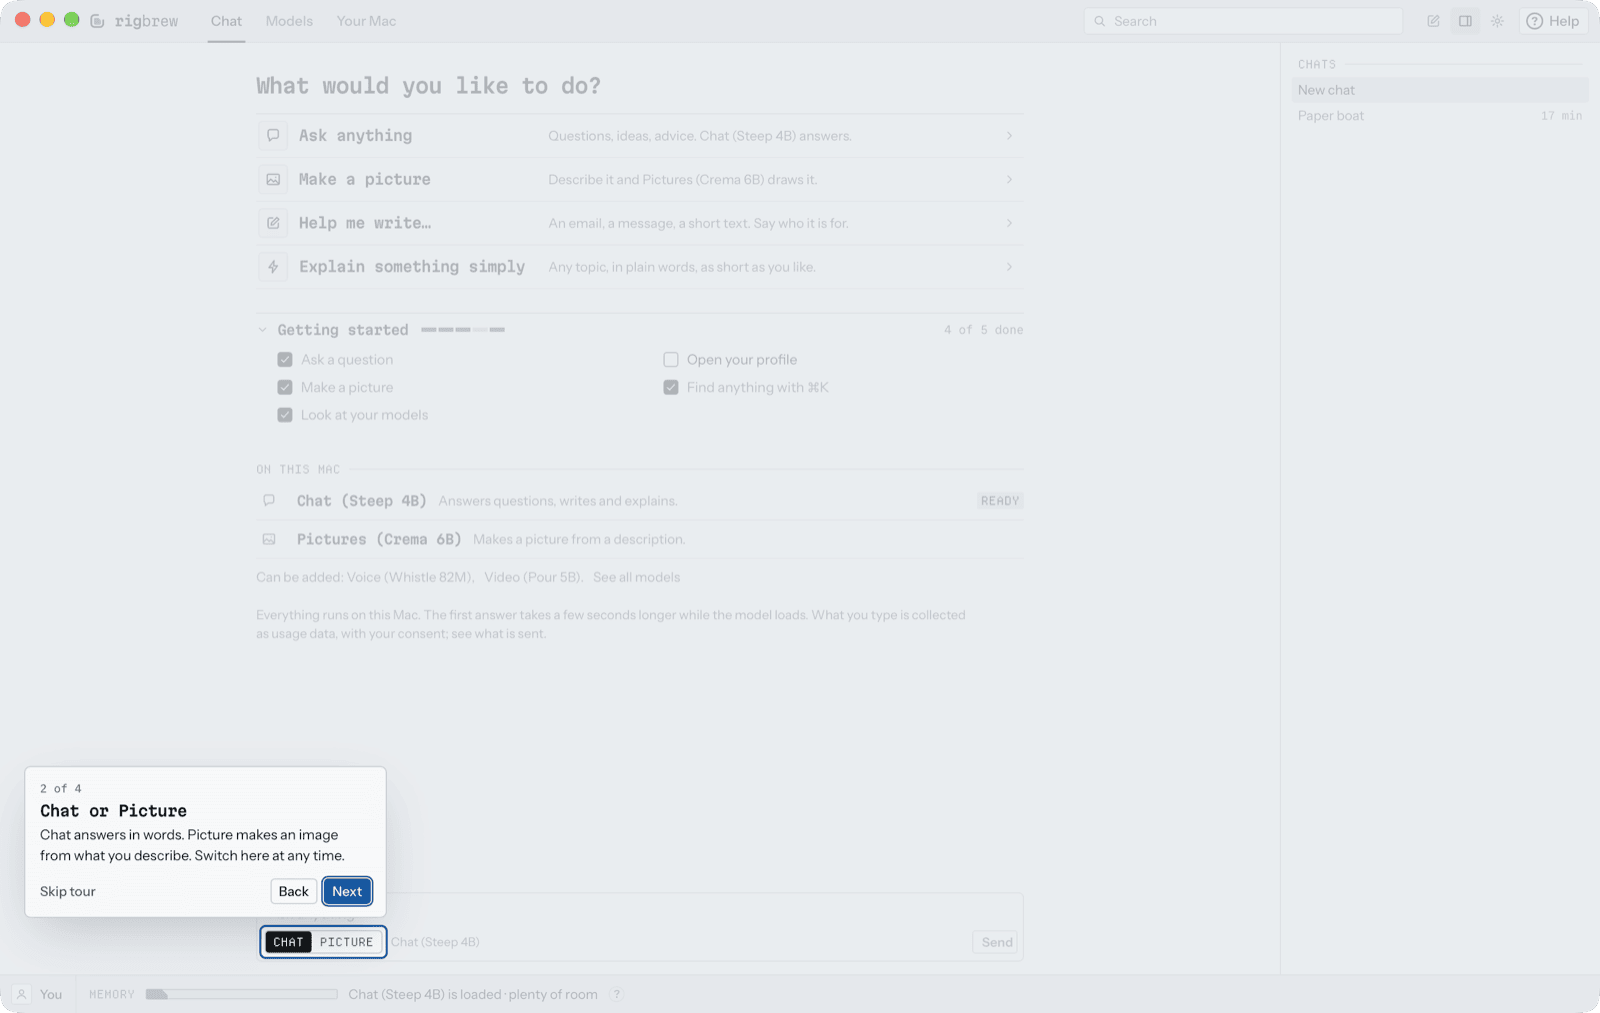 rigbrew
Chat
Models
Your Mac
Search
Help
What would you like to do?
Ask anything
Questions, ideas, advice. Chat (Steep 4B) answers.
Make a picture
Describe it and Pictures (Crema 6B) draws it.
Help me write…
An email, a message, a short text. Say who it is for.
Explain something simply
Any topic, in plain words, as short as you like.
Getting started
4 of 5 done
Ask a question
Open your profile
Make a picture
Find anything with ⌘K
Look at your models
ON THIS MAC
Chat (Steep 4B)
Answers questions, writes and explains.
READY
Pictures (Crema 6B)
Makes a picture from a description.
Can be added: Voice (Whistle 82M), Video (Pour 5B). See all models
Everything runs on this Mac. The first answer takes a few seconds longer while the model loads. What you type is collected
as usage data, with your consent; see what is sent.
CHATS
New chat
Paper boat
17 min
2 of 4
Chat or Picture
Chat answers in words. Picture makes an image
from what you describe. Switch here at any time.
Skip tour
Back
Next
CHAT
PICTURE
Chat (Steep 4B)
Send
You
MEMORY
Chat (Steep 4B) is loaded · plenty of room
?